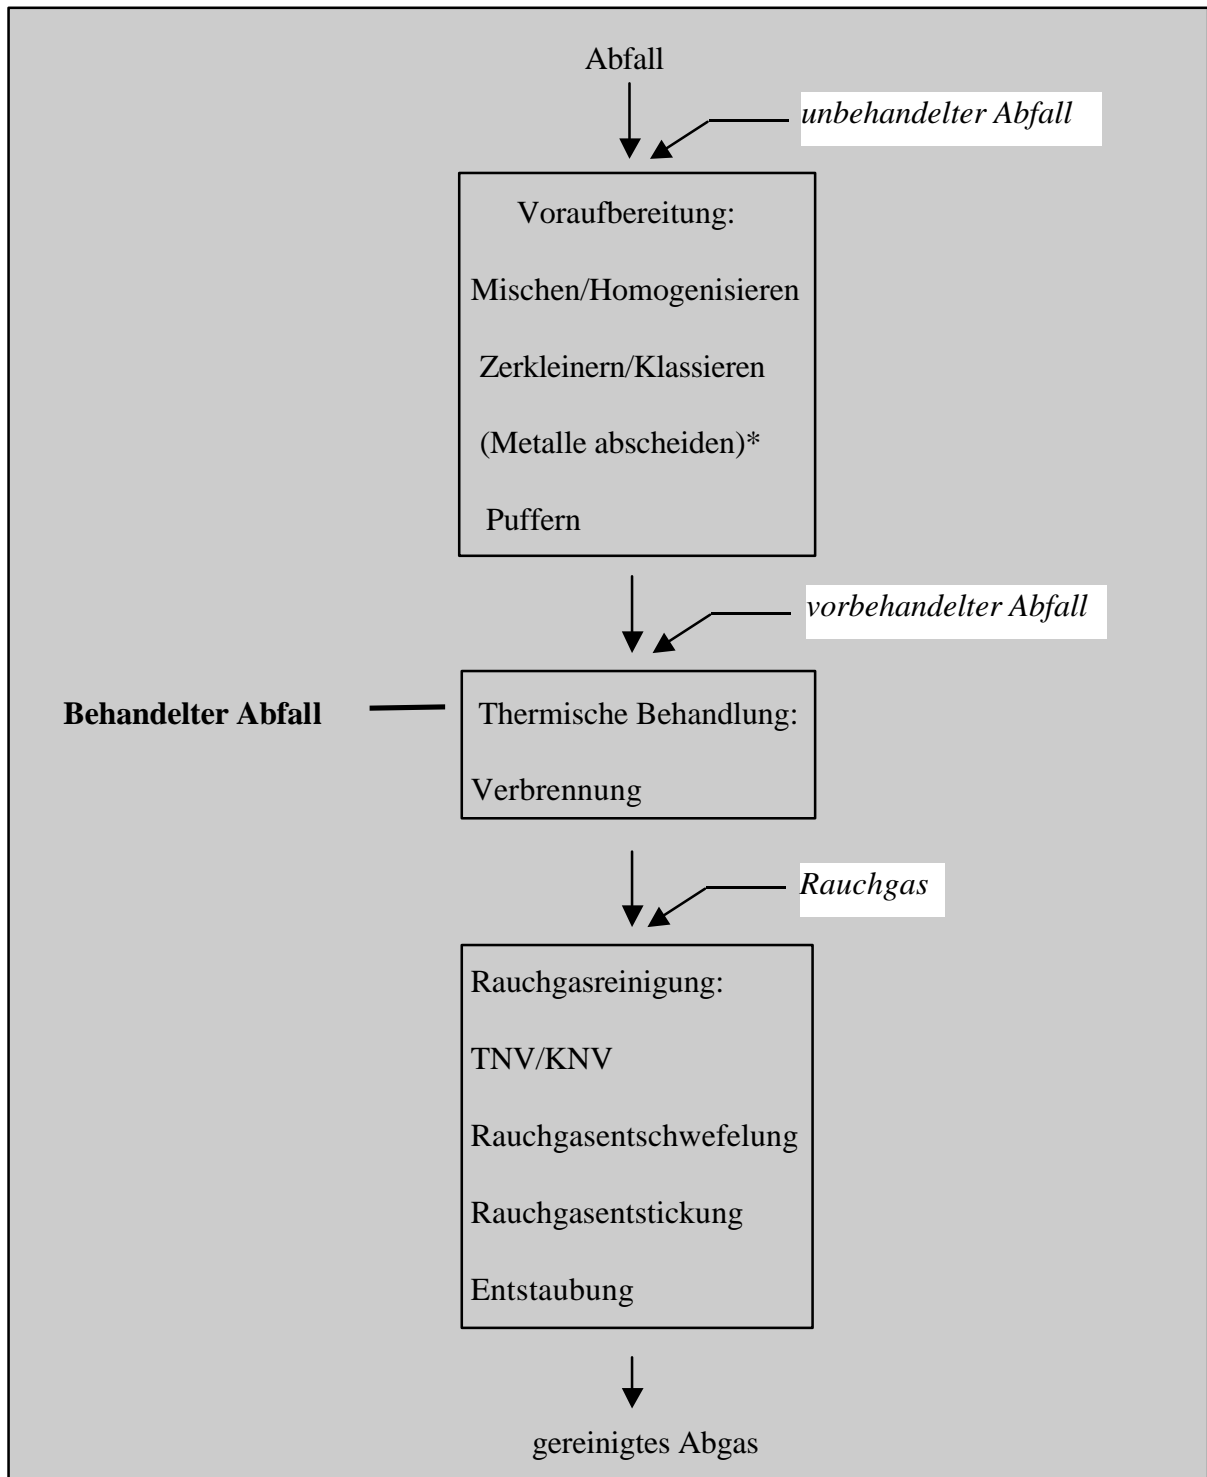 Abfall
unbehandelter Abfall
Voraufbereitung:
Mischen/Homogenisieren
Zerkleinern/Klassieren
(Metalle abscheiden)*
Puffern
vorbehandelter Abfall
Behandelter Abfall
Thermische Behandlung:
Verbrennung
Rauchgas
Rauchgasreinigung:
TNV/KNV
Rauchgasentschwefelung
Rauchgasentstickung
Entstaubung
gereinigtes Abgas